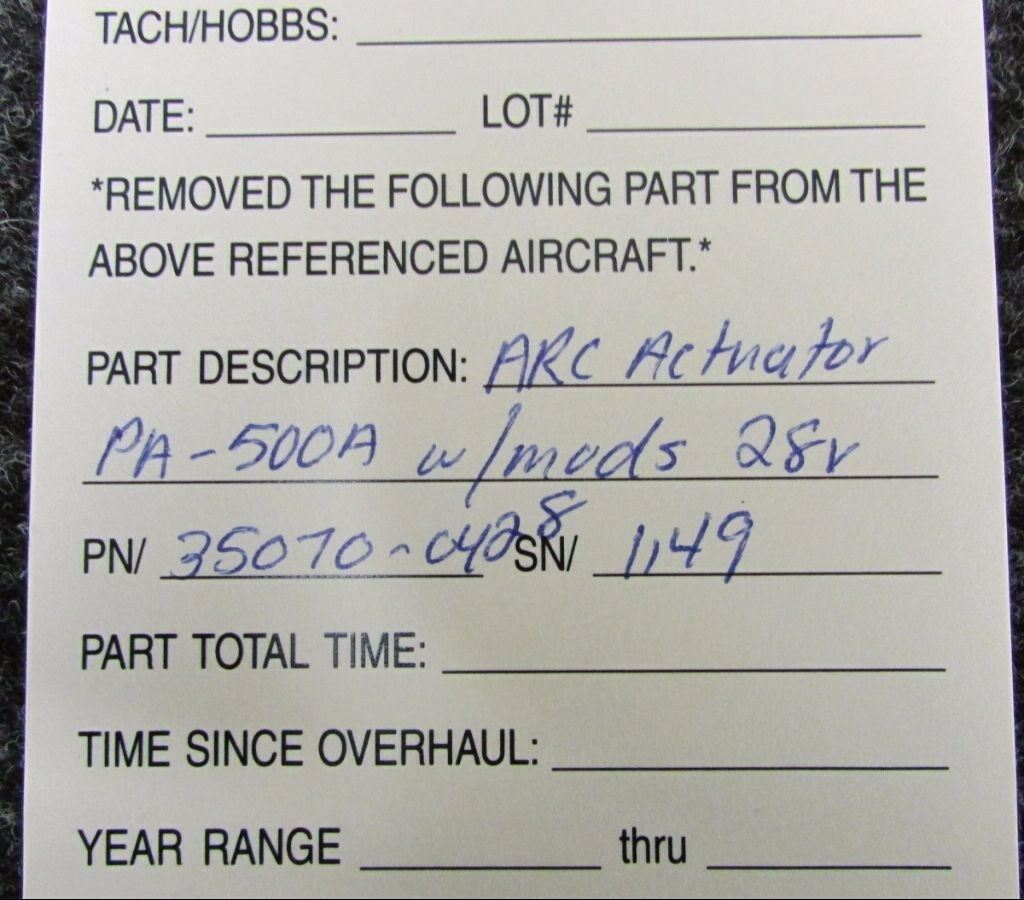 TACH/HOBBS:
DATE: LOT#
*REMOVED THE FOLLOWING PART FROM THE
ABOVE REFERENCED AIRCRAFT.*
PART DESCRIPTION: ARC Actuator
PA-500A w/mods 28v
PN/ 35070-0428 SN/ 1149
PART TOTAL TIME:
TIME SINCE OVERHAUL:
YEAR RANGE thru